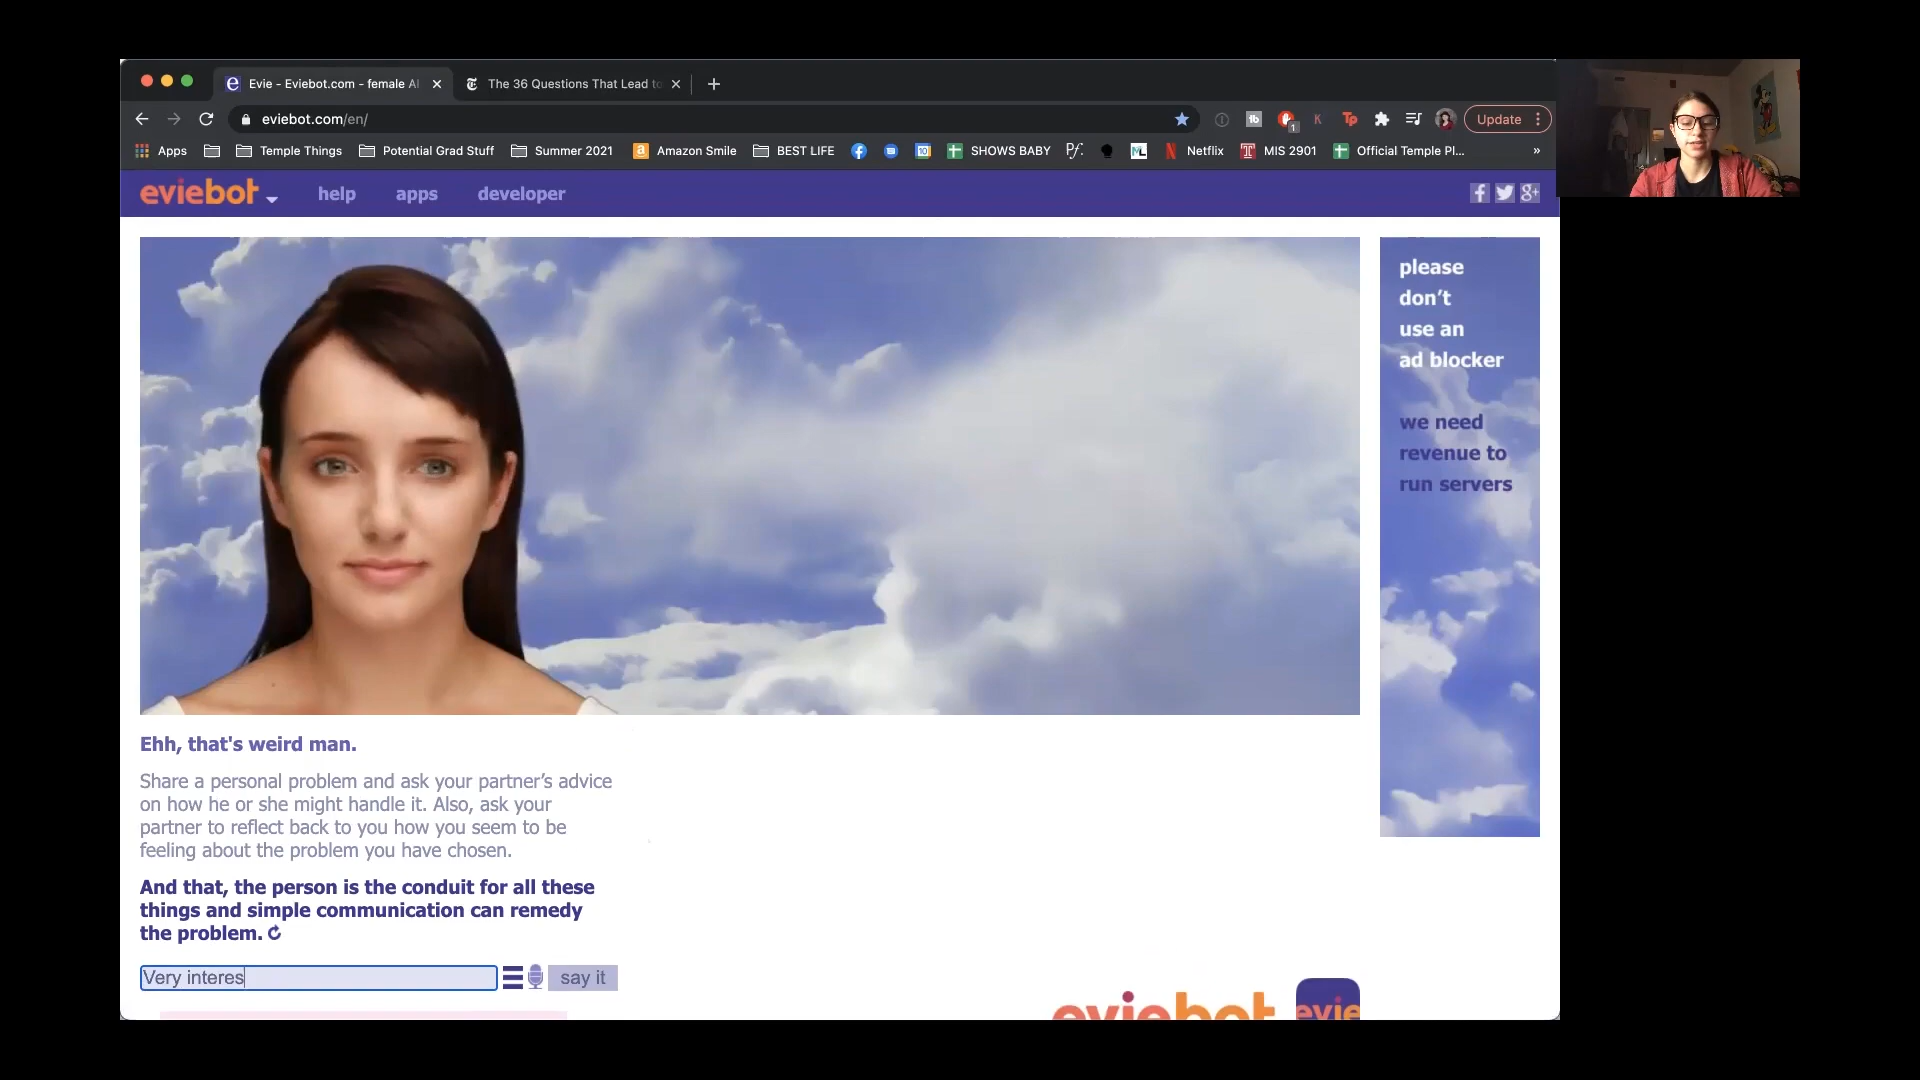 Evie - Eviebot.com - female AI
The 36 Questions That Lead to
eviebot.com/en/
Update
Apps
Temple Things
Potential Grad Stuff
Summer 2021
Amazon Smile
BEST LIFE
SHOWS BABY
Netflix
MIS 2901
Official Temple Pl...
»
eviebot
help
apps
developer
please
don’t
use an
ad blocker
we need
revenue to
run servers
Ehh, that's weird man.
Share a personal problem and ask your partner’s advice
on how he or she might handle it. Also, ask your
partner to reflect back to you how you seem to be
feeling about the problem you have chosen.
And that, the person is the conduit for all these
things and simple communication can remedy
the problem.
Very interes
say it
eviebot
evie